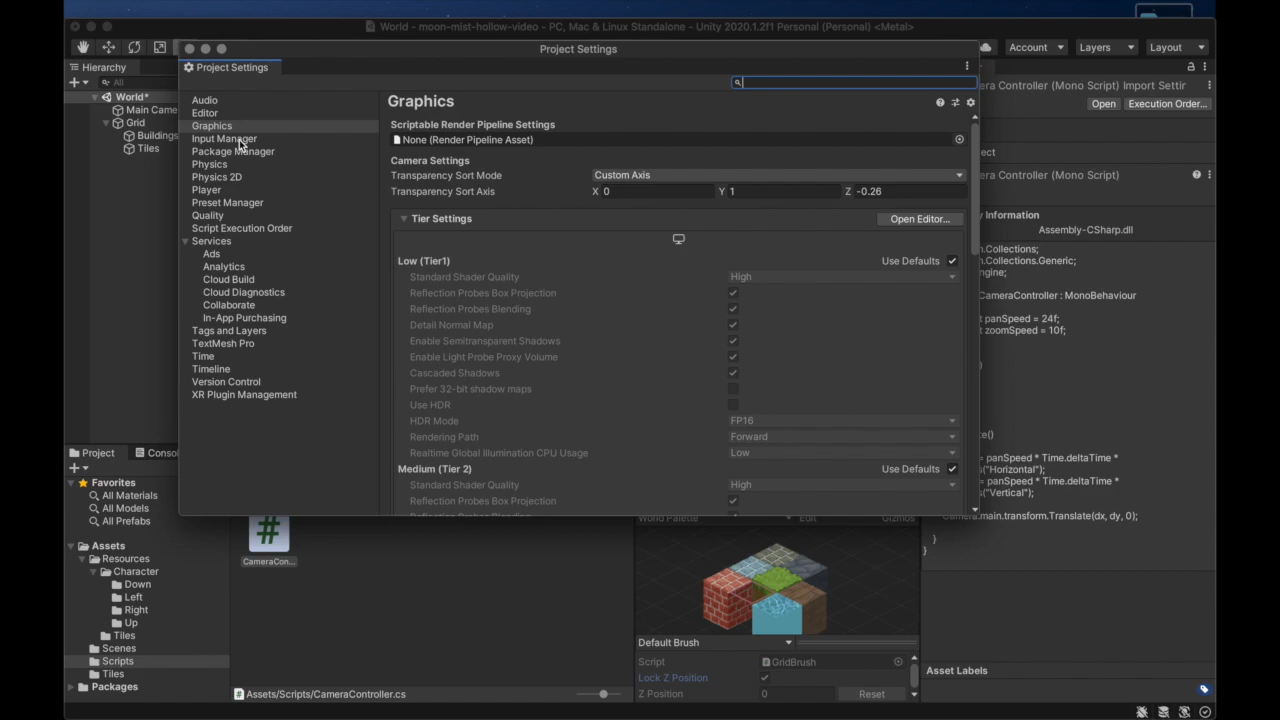 World - moon-mist-hollow-video - PC, Mac & Linux Standalone - Unity 2020.1.2f1 Personal (Personal) <Metal>
Account
Layers
Layout
Project Settings
Hierarchy
All
World*
Main Came
Grid
Buildings
Tiles
Project Settings
Audio
Editor
Graphics
Input Manager
Package Manager
Physics
Physics 2D
Player
Preset Manager
Quality
Script Execution Order
Services
Ads
Analytics
Cloud Build
Cloud Diagnostics
Collaborate
In-App Purchasing
Tags and Layers
TextMesh Pro
Time
Timeline
Version Control
XR Plugin Management
Graphics
Scriptable Render Pipeline Settings
None (Render Pipeline Asset)
Camera Settings
Transparency Sort Mode Custom Axis
Transparency Sort Axis X 0 Y 1 Z -0.26
Tier Settings Open Editor...
Low (Tier1) Use Defaults
Standard Shader Quality High
Reflection Probes Box Projection
Reflection Probes Blending
Detail Normal Map
Enable Semitransparent Shadows
Enable Light Probe Proxy Volume
Cascaded Shadows
Prefer 32-bit shadow maps
Use HDR
HDR Mode FP16
Rendering Path Forward
Realtime Global Illumination CPU Usage Low
Medium (Tier 2) Use Defaults
Standard Shader Quality High
Reflection Probes Box Projection
Reflection Probes Blending
era Controller (Mono Script) Import Settir
Open Execution Order...
ect
era Controller (Mono Script)
y Information
Assembly-CSharp.dll
n.Collections;
n.Collections.Generic;
ngine;
CameraController : MonoBehaviour
t panSpeed = 24f;
t zoomSpeed = 10f;
)
e()
= panSpeed * Time.deltaTime *
s("Horizontal");
= panSpeed * Time.deltaTime *
s("Vertical");
Camera.main.transform.Translate(dx, dy, 0);
}
}
Asset Labels
Project
Conso
Favorites
All Materials
All Models
All Prefabs
Assets
Resources
Character
Down
Left
Right
Up
Tiles
Scenes
Scripts
Tiles
Packages
#
CameraCon...
Assets/Scripts/CameraController.cs
World Palette Edit Gizmos
Default Brush
Script GridBrush
Lock Z Position
Z Position 0 Reset